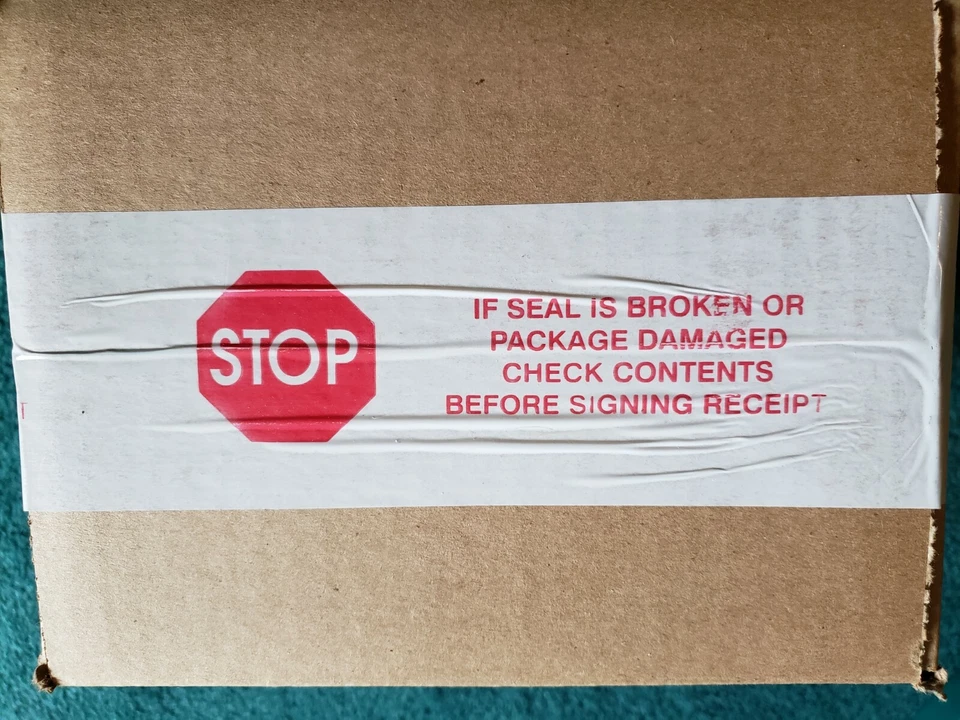 STOP
IF SEAL IS BROKEN OR
PACKAGE DAMAGED
CHECK CONTENTS
BEFORE SIGNING RECEIPT